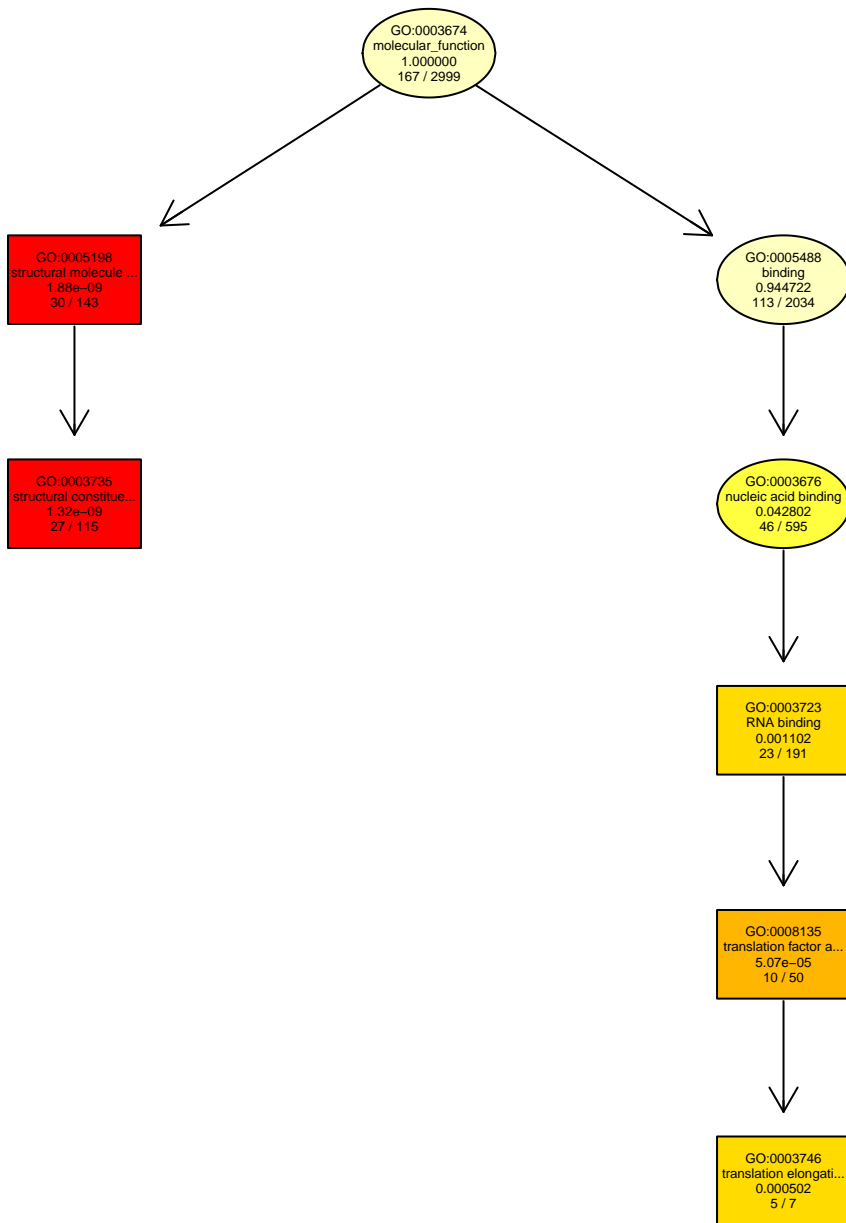 GO:0003674
molecular_function
1.000000
167 / 2999
GO:0005198
structural molecule ...
1.88e−09
30 / 143
GO:0005488
binding
0.944722
113 / 2034
GO:0003735
structural constitue...
1.32e−09
27 / 115
GO:0003676
nucleic acid binding
0.042802
46 / 595
GO:0003723
RNA binding
0.001102
23 / 191
GO:0008135
translation factor a...
5.07e−05
10 / 50
GO:0003746
translation elongati...
0.000502
5 / 7